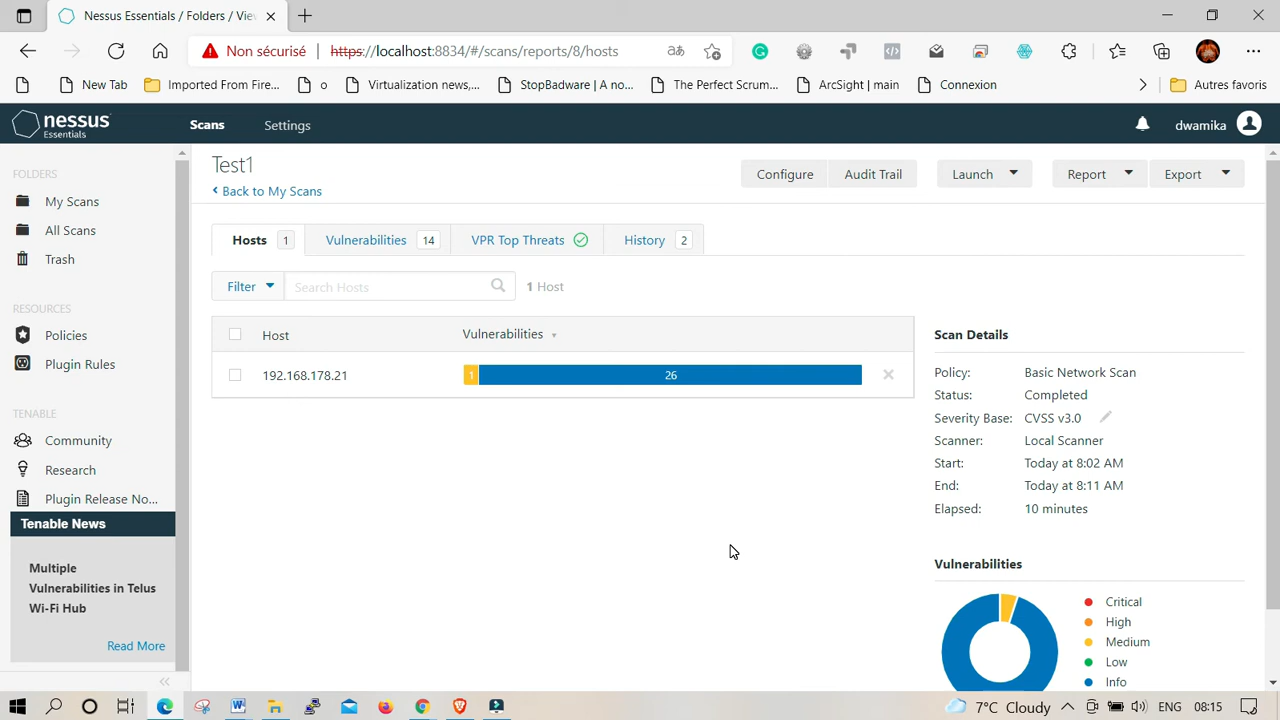 Nessus Essentials / Folders / Vie
Non sécurisé
https://localhost:8834/#/scans/reports/8/hosts
New Tab
Imported From Fire...
o
Virtualization news,...
StopBadware | A no...
The Perfect Scrum...
ArcSight | main
Connexion
Autres favoris
nessus
Essentials
Scans
Settings
dwamika
FOLDERS
My Scans
All Scans
Trash
RESOURCES
Policies
Plugin Rules
TENABLE
Community
Research
Plugin Release No...
Tenable News
Multiple
Vulnerabilities in Telus
Wi-Fi Hub
Read More
Test1
Back to My Scans
Configure
Audit Trail
Launch
Report
Export
Hosts 1
Vulnerabilities 14
VPR Top Threats
History 2
Filter
Search Hosts
1 Host
Host
Vulnerabilities
192.168.178.21
1
26
Scan Details
Policy: Basic Network Scan
Status: Completed
Severity Base: CVSS v3.0
Scanner: Local Scanner
Start: Today at 8:02 AM
End: Today at 8:11 AM
Elapsed: 10 minutes
Vulnerabilities
Critical
High
Medium
Low
Info
7°C Cloudy
ENG
08:15